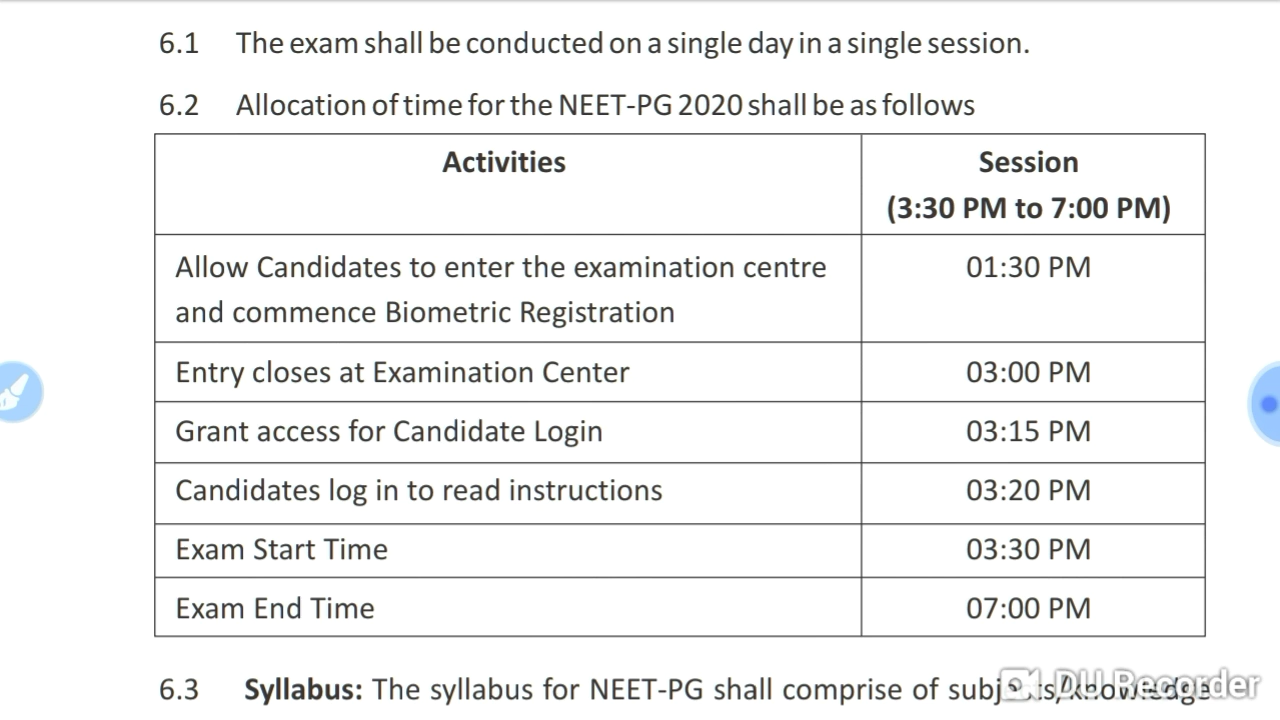 6.1 The exam shall be conducted on a single day in a single session.
6.2 Allocation of time for the NEET-PG 2020 shall be as follows
Activities Session
(3:30 PM to 7:00 PM)
Allow Candidates to enter the examination centre 01:30 PM
and commence Biometric Registration
Entry closes at Examination Center 03:00 PM
Grant access for Candidate Login 03:15 PM
Candidates log in to read instructions 03:20 PM
Exam Start Time 03:30 PM
Exam End Time 07:00 PM
6.3 Syllabus: The syllabus for NEET-PG shall comprise of subjects/knowledge
DU Recorder